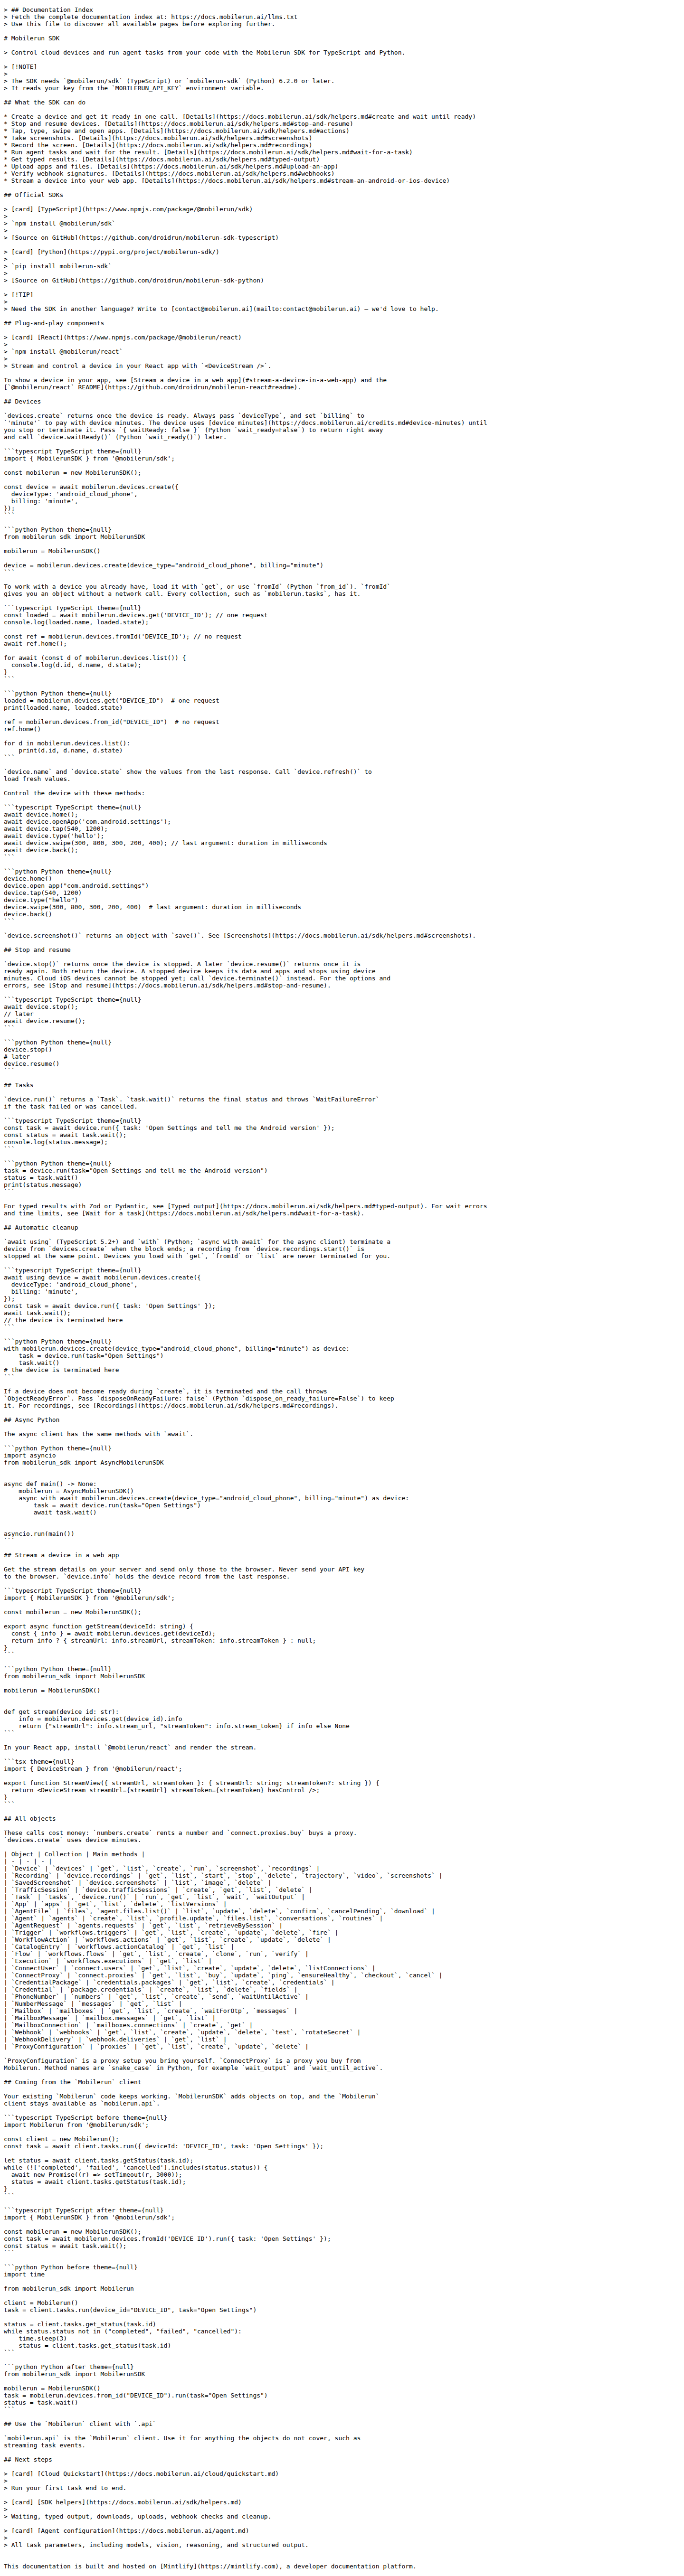 > ## Documentation Index
> Fetch the complete documentation index at: https://docs.mobilerun.ai/llms.txt
> Use this file to discover all available pages before exploring further.

# Mobilerun SDK

> Control cloud devices and run agent tasks from your code with the Mobilerun SDK for TypeScript and Python.

> [!NOTE]
>
> The SDK needs `@mobilerun/sdk` (TypeScript) or `mobilerun-sdk` (Python) 6.2.0 or later.
> It reads your key from the `MOBILERUN_API_KEY` environment variable.

## What the SDK can do

* Create a device and get it ready in one call. [Details](https://docs.mobilerun.ai/sdk/helpers.md#create-and-wait-until-ready)
* Stop and resume devices. [Details](https://docs.mobilerun.ai/sdk/helpers.md#stop-and-resume)
* Tap, type, swipe and open apps. [Details](https://docs.mobilerun.ai/sdk/helpers.md#actions)
* Take screenshots. [Details](https://docs.mobilerun.ai/sdk/helpers.md#screenshots)
* Record the screen. [Details](https://docs.mobilerun.ai/sdk/helpers.md#recordings)
* Run agent tasks and wait for the result. [Details](https://docs.mobilerun.ai/sdk/helpers.md#wait-for-a-task)
* Get typed results. [Details](https://docs.mobilerun.ai/sdk/helpers.md#typed-output)
* Upload apps and files. [Details](https://docs.mobilerun.ai/sdk/helpers.md#upload-an-app)
* Verify webhook signatures. [Details](https://docs.mobilerun.ai/sdk/helpers.md#webhooks)
* Stream a device into your web app. [Details](https://docs.mobilerun.ai/sdk/helpers.md#stream-an-android-or-ios-device)

## Official SDKs

> [card] [TypeScript](https://www.npmjs.com/package/@mobilerun/sdk)
>
> `npm install @mobilerun/sdk`
>
> [Source on GitHub](https://github.com/droidrun/mobilerun-sdk-typescript)

> [card] [Python](https://pypi.org/project/mobilerun-sdk/)
>
> `pip install mobilerun-sdk`
>
> [Source on GitHub](https://github.com/droidrun/mobilerun-sdk-python)

> [!TIP]
>
> Need the SDK in another language? Write to [contact@mobilerun.ai](mailto:contact@mobilerun.ai) — we'd love to help.

## Plug-and-play components

> [card] [React](https://www.npmjs.com/package/@mobilerun/react)
>
> `npm install @mobilerun/react`
>
> Stream and control a device in your React app with `<DeviceStream />`.

To show a device in your app, see [Stream a device in a web app](#stream-a-device-in-a-web-app) and the
[`@mobilerun/react` README](https://github.com/droidrun/mobilerun-react#readme).

## Devices

`devices.create` returns once the device is ready. Always pass `deviceType`, and set `billing` to
`'minute'` to pay with device minutes. The device uses [device minutes](https://docs.mobilerun.ai/credits.md#device-minutes) until
you stop or terminate it. Pass `{ waitReady: false }` (Python `wait_ready=False`) to return right away
and call `device.waitReady()` (Python `wait_ready()`) later.

```typescript TypeScript theme={null}
import { MobilerunSDK } from '@mobilerun/sdk';

const mobilerun = new MobilerunSDK();

const device = await mobilerun.devices.create({
  deviceType: 'android_cloud_phone',
  billing: 'minute',
});
```

```python Python theme={null}
from mobilerun_sdk import MobilerunSDK

mobilerun = MobilerunSDK()

device = mobilerun.devices.create(device_type="android_cloud_phone", billing="minute")
```

To work with a device you already have, load it with `get`, or use `fromId` (Python `from_id`). `fromId`
gives you an object without a network call. Every collection, such as `mobilerun.tasks`, has it.

```typescript TypeScript theme={null}
const loaded = await mobilerun.devices.get('DEVICE_ID'); // one request
console.log(loaded.name, loaded.state);

const ref = mobilerun.devices.fromId('DEVICE_ID'); // no request
await ref.home();

for await (const d of mobilerun.devices.list()) {
  console.log(d.id, d.name, d.state);
}
```

```python Python theme={null}
loaded = mobilerun.devices.get("DEVICE_ID")  # one request
print(loaded.name, loaded.state)

ref = mobilerun.devices.from_id("DEVICE_ID")  # no request
ref.home()

for d in mobilerun.devices.list():
    print(d.id, d.name, d.state)
```

`device.name` and `device.state` show the values from the last response. Call `device.refresh()` to
load fresh values.

Control the device with these methods:

```typescript TypeScript theme={null}
await device.home();
await device.openApp('com.android.settings');
await device.tap(540, 1200);
await device.type('hello');
await device.swipe(300, 800, 300, 200, 400); // last argument: duration in milliseconds
await device.back();
```

```python Python theme={null}
device.home()
device.open_app("com.android.settings")
device.tap(540, 1200)
device.type("hello")
device.swipe(300, 800, 300, 200, 400)  # last argument: duration in milliseconds
device.back()
```

`device.screenshot()` returns an object with `save()`. See [Screenshots](https://docs.mobilerun.ai/sdk/helpers.md#screenshots).

## Stop and resume

`device.stop()` returns once the device is stopped. A later `device.resume()` returns once it is
ready again. Both return the device. A stopped device keeps its data and apps and stops using device
minutes. Cloud iOS devices cannot be stopped yet; call `device.terminate()` instead. For the options and
errors, see [Stop and resume](https://docs.mobilerun.ai/sdk/helpers.md#stop-and-resume).

```typescript TypeScript theme={null}
await device.stop();
// later
await device.resume();
```

```python Python theme={null}
device.stop()
# later
device.resume()
```

## Tasks

`device.run()` returns a `Task`. `task.wait()` returns the final status and throws `WaitFailureError`
if the task failed or was cancelled.

```typescript TypeScript theme={null}
const task = await device.run({ task: 'Open Settings and tell me the Android version' });
const status = await task.wait();
console.log(status.message);
```

```python Python theme={null}
task = device.run(task="Open Settings and tell me the Android version")
status = task.wait()
print(status.message)
```

For typed results with Zod or Pydantic, see [Typed output](https://docs.mobilerun.ai/sdk/helpers.md#typed-output). For wait errors
and time limits, see [Wait for a task](https://docs.mobilerun.ai/sdk/helpers.md#wait-for-a-task).

## Automatic cleanup

`await using` (TypeScript 5.2+) and `with` (Python; `async with await` for the async client) terminate a
device from `devices.create` when the block ends; a recording from `device.recordings.start()` is
stopped at the same point. Devices you load with `get`, `fromId` or `list` are never terminated for you.

```typescript TypeScript theme={null}
await using device = await mobilerun.devices.create({
  deviceType: 'android_cloud_phone',
  billing: 'minute',
});
const task = await device.run({ task: 'Open Settings' });
await task.wait();
// the device is terminated here
```

```python Python theme={null}
with mobilerun.devices.create(device_type="android_cloud_phone", billing="minute") as device:
    task = device.run(task="Open Settings")
    task.wait()
# the device is terminated here
```

If a device does not become ready during `create`, it is terminated and the call throws
`ObjectReadyError`. Pass `disposeOnReadyFailure: false` (Python `dispose_on_ready_failure=False`) to keep
it. For recordings, see [Recordings](https://docs.mobilerun.ai/sdk/helpers.md#recordings).

## Async Python

The async client has the same methods with `await`.

```python Python theme={null}
import asyncio
from mobilerun_sdk import AsyncMobilerunSDK


async def main() -> None:
    mobilerun = AsyncMobilerunSDK()
    async with await mobilerun.devices.create(device_type="android_cloud_phone", billing="minute") as device:
        task = await device.run(task="Open Settings")
        await task.wait()


asyncio.run(main())
```

## Stream a device in a web app

Get the stream details on your server and send only those to the browser. Never send your API key
to the browser. `device.info` holds the device record from the last response.

```typescript TypeScript theme={null}
import { MobilerunSDK } from '@mobilerun/sdk';

const mobilerun = new MobilerunSDK();

export async function getStream(deviceId: string) {
  const { info } = await mobilerun.devices.get(deviceId);
  return info ? { streamUrl: info.streamUrl, streamToken: info.streamToken } : null;
}
```

```python Python theme={null}
from mobilerun_sdk import MobilerunSDK

mobilerun = MobilerunSDK()


def get_stream(device_id: str):
    info = mobilerun.devices.get(device_id).info
    return {"streamUrl": info.stream_url, "streamToken": info.stream_token} if info else None
```

In your React app, install `@mobilerun/react` and render the stream.

```tsx theme={null}
import { DeviceStream } from '@mobilerun/react';

export function StreamView({ streamUrl, streamToken }: { streamUrl: string; streamToken?: string }) {
  return <DeviceStream streamUrl={streamUrl} streamToken={streamToken} hasControl />;
}
```

## All objects

These calls cost money: `numbers.create` rents a number and `connect.proxies.buy` buys a proxy.
`devices.create` uses device minutes.

| Object | Collection | Main methods |
| - | - | - |
| `Device` | `devices` | `get`, `list`, `create`, `run`, `screenshot`, `recordings` |
| `Recording` | `device.recordings` | `get`, `list`, `start`, `stop`, `delete`, `trajectory`, `video`, `screenshots` |
| `SavedScreenshot` | `device.screenshots` | `list`, `image`, `delete` |
| `TrafficSession` | `device.trafficSessions` | `create`, `get`, `list`, `delete` |
| `Task` | `tasks`, `device.run()` | `run`, `get`, `list`, `wait`, `waitOutput` |
| `App` | `apps` | `get`, `list`, `delete`, `listVersions` |
| `AgentFile` | `files`, `agent.files.list()` | `list`, `update`, `delete`, `confirm`, `cancelPending`, `download` |
| `Agent` | `agents` | `create`, `list`, `profile.update`, `files.list`, `conversations`, `routines` |
| `AgentRequest` | `agents.requests` | `get`, `list`, `retrieveBySession` |
| `Trigger` | `workflows.triggers` | `get`, `list`, `create`, `update`, `delete`, `fire` |
| `WorkflowAction` | `workflows.actions` | `get`, `list`, `create`, `update`, `delete` |
| `CatalogEntry` | `workflows.actionCatalog` | `get`, `list` |
| `Flow` | `workflows.flows` | `get`, `list`, `create`, `clone`, `run`, `verify` |
| `Execution` | `workflows.executions` | `get`, `list` |
| `ConnectUser` | `connect.users` | `get`, `list`, `create`, `update`, `delete`, `listConnections` |
| `ConnectProxy` | `connect.proxies` | `get`, `list`, `buy`, `update`, `ping`, `ensureHealthy`, `checkout`, `cancel` |
| `CredentialPackage` | `credentials.packages` | `get`, `list`, `create`, `credentials` |
| `Credential` | `package.credentials` | `create`, `list`, `delete`, `fields` |
| `PhoneNumber` | `numbers` | `get`, `list`, `create`, `send`, `waitUntilActive` |
| `NumberMessage` | `messages` | `get`, `list` |
| `Mailbox` | `mailboxes` | `get`, `list`, `create`, `waitForOtp`, `messages` |
| `MailboxMessage` | `mailbox.messages` | `get`, `list` |
| `MailboxConnection` | `mailboxes.connections` | `create`, `get` |
| `Webhook` | `webhooks` | `get`, `list`, `create`, `update`, `delete`, `test`, `rotateSecret` |
| `WebhookDelivery` | `webhook.deliveries` | `get`, `list` |
| `ProxyConfiguration` | `proxies` | `get`, `list`, `create`, `update`, `delete` |

`ProxyConfiguration` is a proxy setup you bring yourself. `ConnectProxy` is a proxy you buy from
Mobilerun. Method names are `snake_case` in Python, for example `wait_output` and `wait_until_active`.

## Coming from the `Mobilerun` client

Your existing `Mobilerun` code keeps working. `MobilerunSDK` adds objects on top, and the `Mobilerun`
client stays available as `mobilerun.api`.

```typescript TypeScript before theme={null}
import Mobilerun from '@mobilerun/sdk';

const client = new Mobilerun();
const task = await client.tasks.run({ deviceId: 'DEVICE_ID', task: 'Open Settings' });

let status = await client.tasks.getStatus(task.id);
while (!['completed', 'failed', 'cancelled'].includes(status.status)) {
  await new Promise((r) => setTimeout(r, 3000));
  status = await client.tasks.getStatus(task.id);
}
```

```typescript TypeScript after theme={null}
import { MobilerunSDK } from '@mobilerun/sdk';

const mobilerun = new MobilerunSDK();
const task = await mobilerun.devices.fromId('DEVICE_ID').run({ task: 'Open Settings' });
const status = await task.wait();
```

```python Python before theme={null}
import time

from mobilerun_sdk import Mobilerun

client = Mobilerun()
task = client.tasks.run(device_id="DEVICE_ID", task="Open Settings")

status = client.tasks.get_status(task.id)
while status.status not in ("completed", "failed", "cancelled"):
    time.sleep(3)
    status = client.tasks.get_status(task.id)
```

```python Python after theme={null}
from mobilerun_sdk import MobilerunSDK

mobilerun = MobilerunSDK()
task = mobilerun.devices.from_id("DEVICE_ID").run(task="Open Settings")
status = task.wait()
```

## Use the `Mobilerun` client with `.api`

`mobilerun.api` is the `Mobilerun` client. Use it for anything the objects do not cover, such as
streaming task events.

## Next steps

> [card] [Cloud Quickstart](https://docs.mobilerun.ai/cloud/quickstart.md)
>
> Run your first task end to end.

> [card] [SDK helpers](https://docs.mobilerun.ai/sdk/helpers.md)
>
> Waiting, typed output, downloads, uploads, webhook checks and cleanup.

> [card] [Agent configuration](https://docs.mobilerun.ai/agent.md)
>
> All task parameters, including models, vision, reasoning, and structured output.


This documentation is built and hosted on [Mintlify](https://mintlify.com), a developer documentation platform.